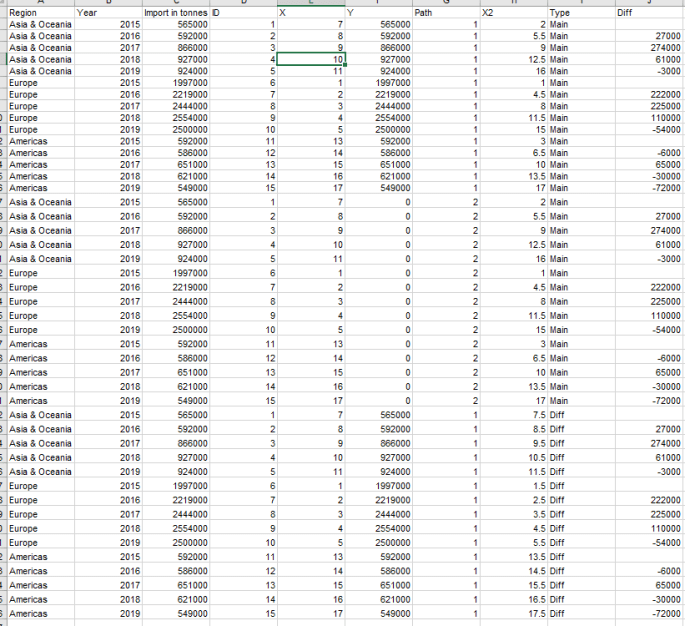 Region Year Import in tonnes ID X Y Path X2 Type Diff
Asia & Oceania 2015 565000 1 7 565000 1 2 Main
Asia & Oceania 2016 592000 2 8 592000 1 5.5 Main 27000
Asia & Oceania 2017 866000 3 9 866000 1 9 Main 274000
Asia & Oceania 2018 927000 4 10 927000 1 12.5 Main 61000
Asia & Oceania 2019 924000 5 11 924000 1 16 Main -3000
Europe 2015 1997000 6 1 1997000 1 1 Main
Europe 2016 2219000 7 2 2219000 1 4.5 Main 222000
Europe 2017 2444000 8 3 2444000 1 8 Main 225000
Europe 2018 2554000 9 4 2554000 1 11.5 Main 110000
Europe 2019 2500000 10 5 2500000 1 15 Main -54000
Americas 2015 592000 11 13 592000 1 3 Main
Americas 2016 586000 12 14 586000 1 6.5 Main -6000
Americas 2017 651000 13 15 651000 1 10 Main 65000
Americas 2018 621000 14 16 621000 1 13.5 Main -30000
Americas 2019 549000 15 17 549000 1 17 Main -72000
Asia & Oceania 2015 565000 1 7 0 2 2 Main
Asia & Oceania 2016 592000 2 8 0 2 5.5 Main 27000
Asia & Oceania 2017 866000 3 9 0 2 9 Main 274000
Asia & Oceania 2018 927000 4 10 0 2 12.5 Main 61000
Asia & Oceania 2019 924000 5 11 0 2 16 Main -3000
Europe 2015 1997000 6 1 0 2 1 Main
Europe 2016 2219000 7 2 0 2 4.5 Main 222000
Europe 2017 2444000 8 3 0 2 8 Main 225000
Europe 2018 2554000 9 4 0 2 11.5 Main 110000
Europe 2019 2500000 10 5 0 2 15 Main -54000
Americas 2015 592000 11 13 0 2 3 Main
Americas 2016 586000 12 14 0 2 6.5 Main -6000
Americas 2017 651000 13 15 0 2 10 Main 65000
Americas 2018 621000 14 16 0 2 13.5 Main -30000
Americas 2019 549000 15 17 0 2 17 Main -72000
Asia & Oceania 2015 565000 1 7 565000 1 7.5 Diff
Asia & Oceania 2016 592000 2 8 592000 1 8.5 Diff 27000
Asia & Oceania 2017 866000 3 9 866000 1 9.5 Diff 274000
Asia & Oceania 2018 927000 4 10 927000 1 10.5 Diff 61000
Asia & Oceania 2019 924000 5 11 924000 1 11.5 Diff -3000
Europe 2015 1997000 6 1 1997000 1 1.5 Diff
Europe 2016 2219000 7 2 2219000 1 2.5 Diff 222000
Europe 2017 2444000 8 3 2444000 1 3.5 Diff 225000
Europe 2018 2554000 9 4 2554000 1 4.5 Diff 110000
Europe 2019 2500000 10 5 2500000 1 5.5 Diff -54000
Americas 2015 592000 11 13 592000 1 13.5 Diff
Americas 2016 586000 12 14 586000 1 14.5 Diff -6000
Americas 2017 651000 13 15 651000 1 15.5 Diff 65000
Americas 2018 621000 14 16 621000 1 16.5 Diff -30000
Americas 2019 549000 15 17 549000 1 17.5 Diff -72000